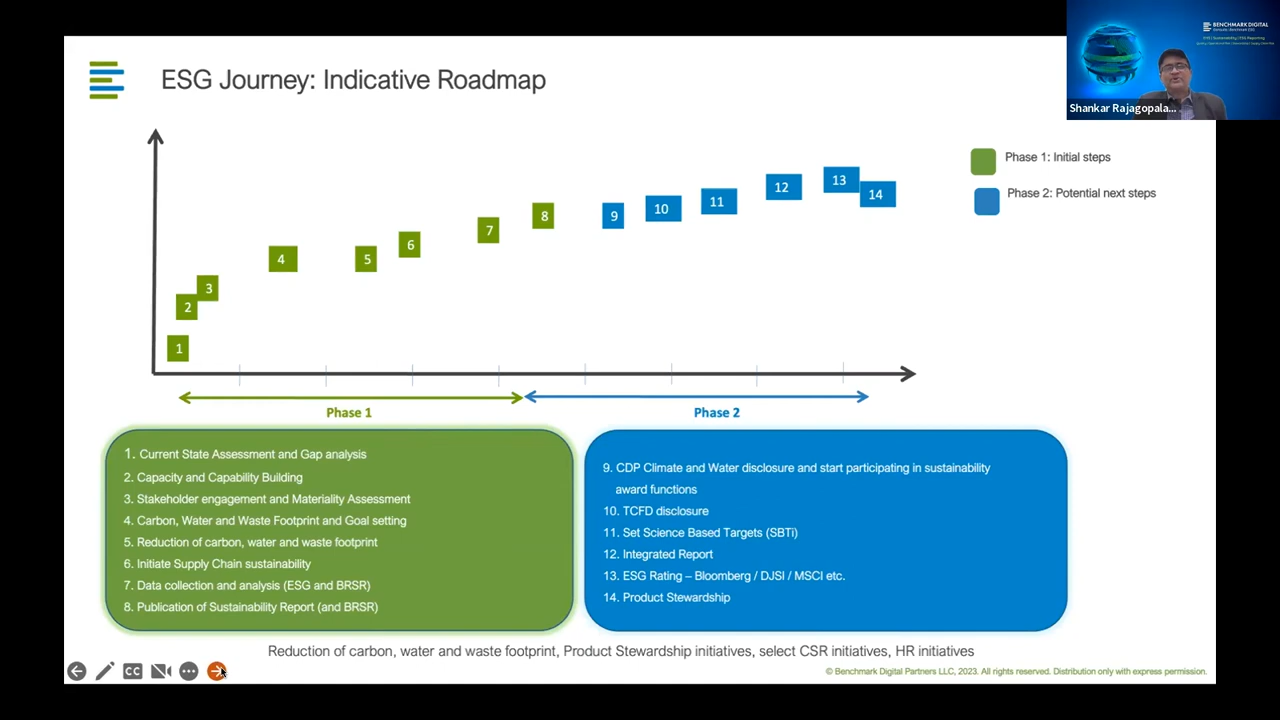 ESG Journey: Indicative Roadmap
BENCHMARK DIGITAL
Shankar Rajagopala...
Phase 1: Initial steps
Phase 2: Potential next steps
1
2
3
4
5
6
7
8
9
10
11
12
13
14
Phase 1
Phase 2
1. Current State Assessment and Gap analysis
2. Capacity and Capability Building
3. Stakeholder engagement and Materiality Assessment
4. Carbon, Water and Waste Footprint and Goal setting
5. Reduction of carbon, water and waste footprint
6. Initiate Supply Chain sustainability
7. Data collection and analysis (ESG and BRSR)
8. Publication of Sustainability Report (and BRSR)
9. CDP Climate and Water disclosure and start participating in sustainability
award functions
10. TCFD disclosure
11. Set Science Based Targets (SBTi)
12. Integrated Report
13. ESG Rating – Bloomberg / DJSI / MSCI etc.
14. Product Stewardship
Reduction of carbon, water and waste footprint, Product Stewardship initiatives, select CSR initiatives, HR initiatives
CC
© Benchmark Digital Partners LLC, 2023. All rights reserved. Distribution only with express permission.